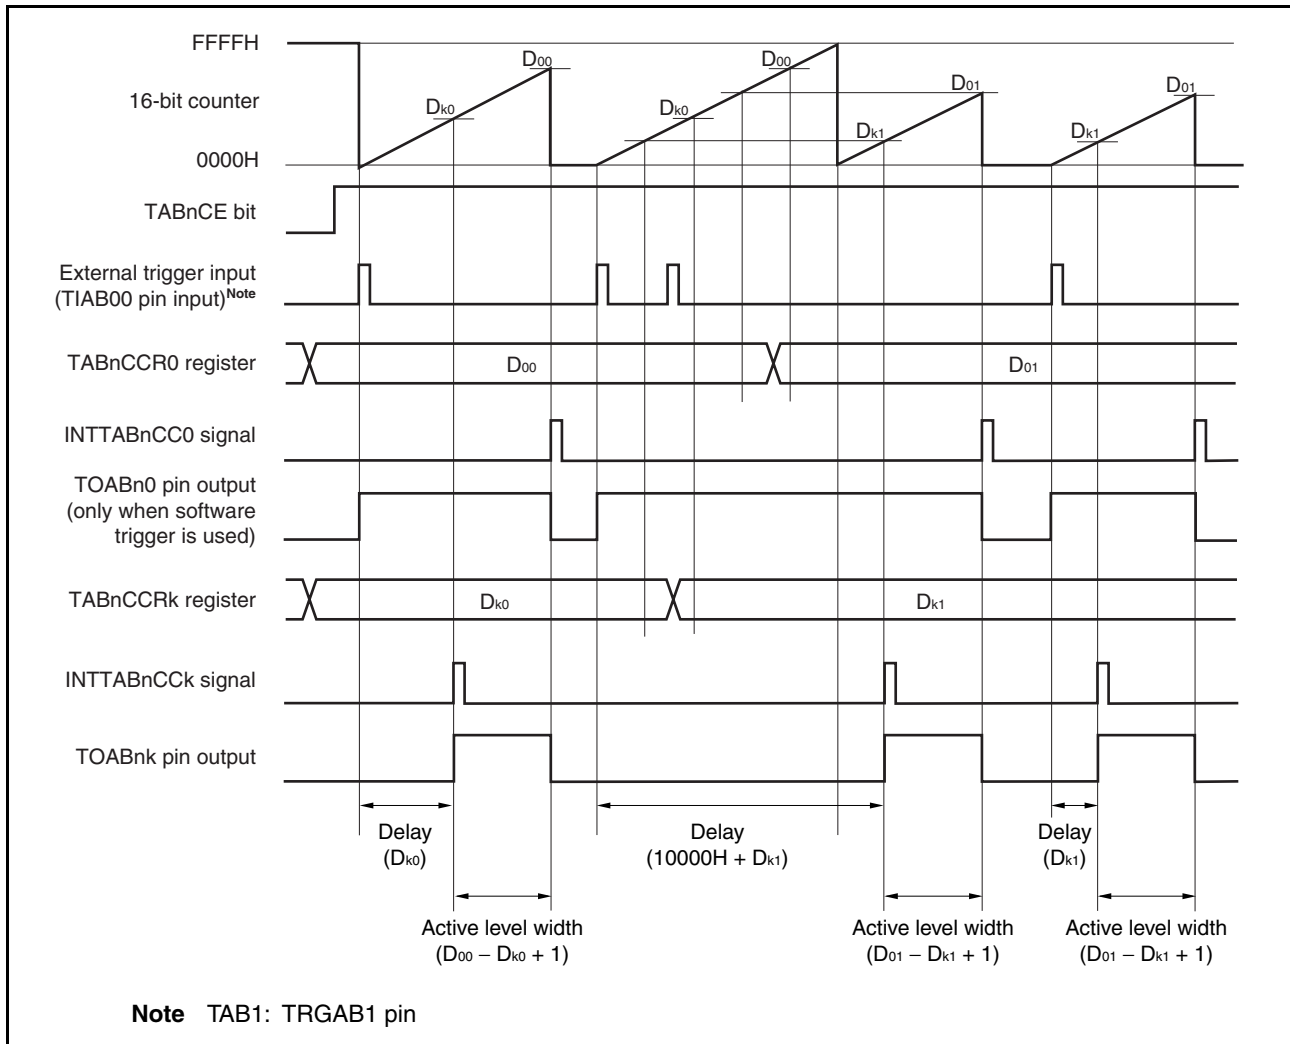 FFFFH
D00
D00
16-bit counter
Dk0
Dk0
D01
D01
Dk1
Dk1
0000H
TABnCE bit
External trigger input
(TIAB00 pin input)Note
TABnCCR0 register
D00
D01
INTTABnCC0 signal
TOABn0 pin output
(only when software
trigger is used)
TABnCCRk register
Dk0
Dk1
INTTABnCCk signal
TOABnk pin output
Delay
(Dk0)
Delay
(10000H + Dk1)
Delay
(Dk1)
Active level width
(D00 − Dk0 + 1)
Active level width
(D01 − Dk1 + 1)
Active level width
(D01 − Dk1 + 1)
Note TAB1: TRGAB1 pin